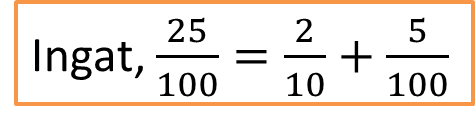 Ingat, 25/100 = 2/10 + 5/100